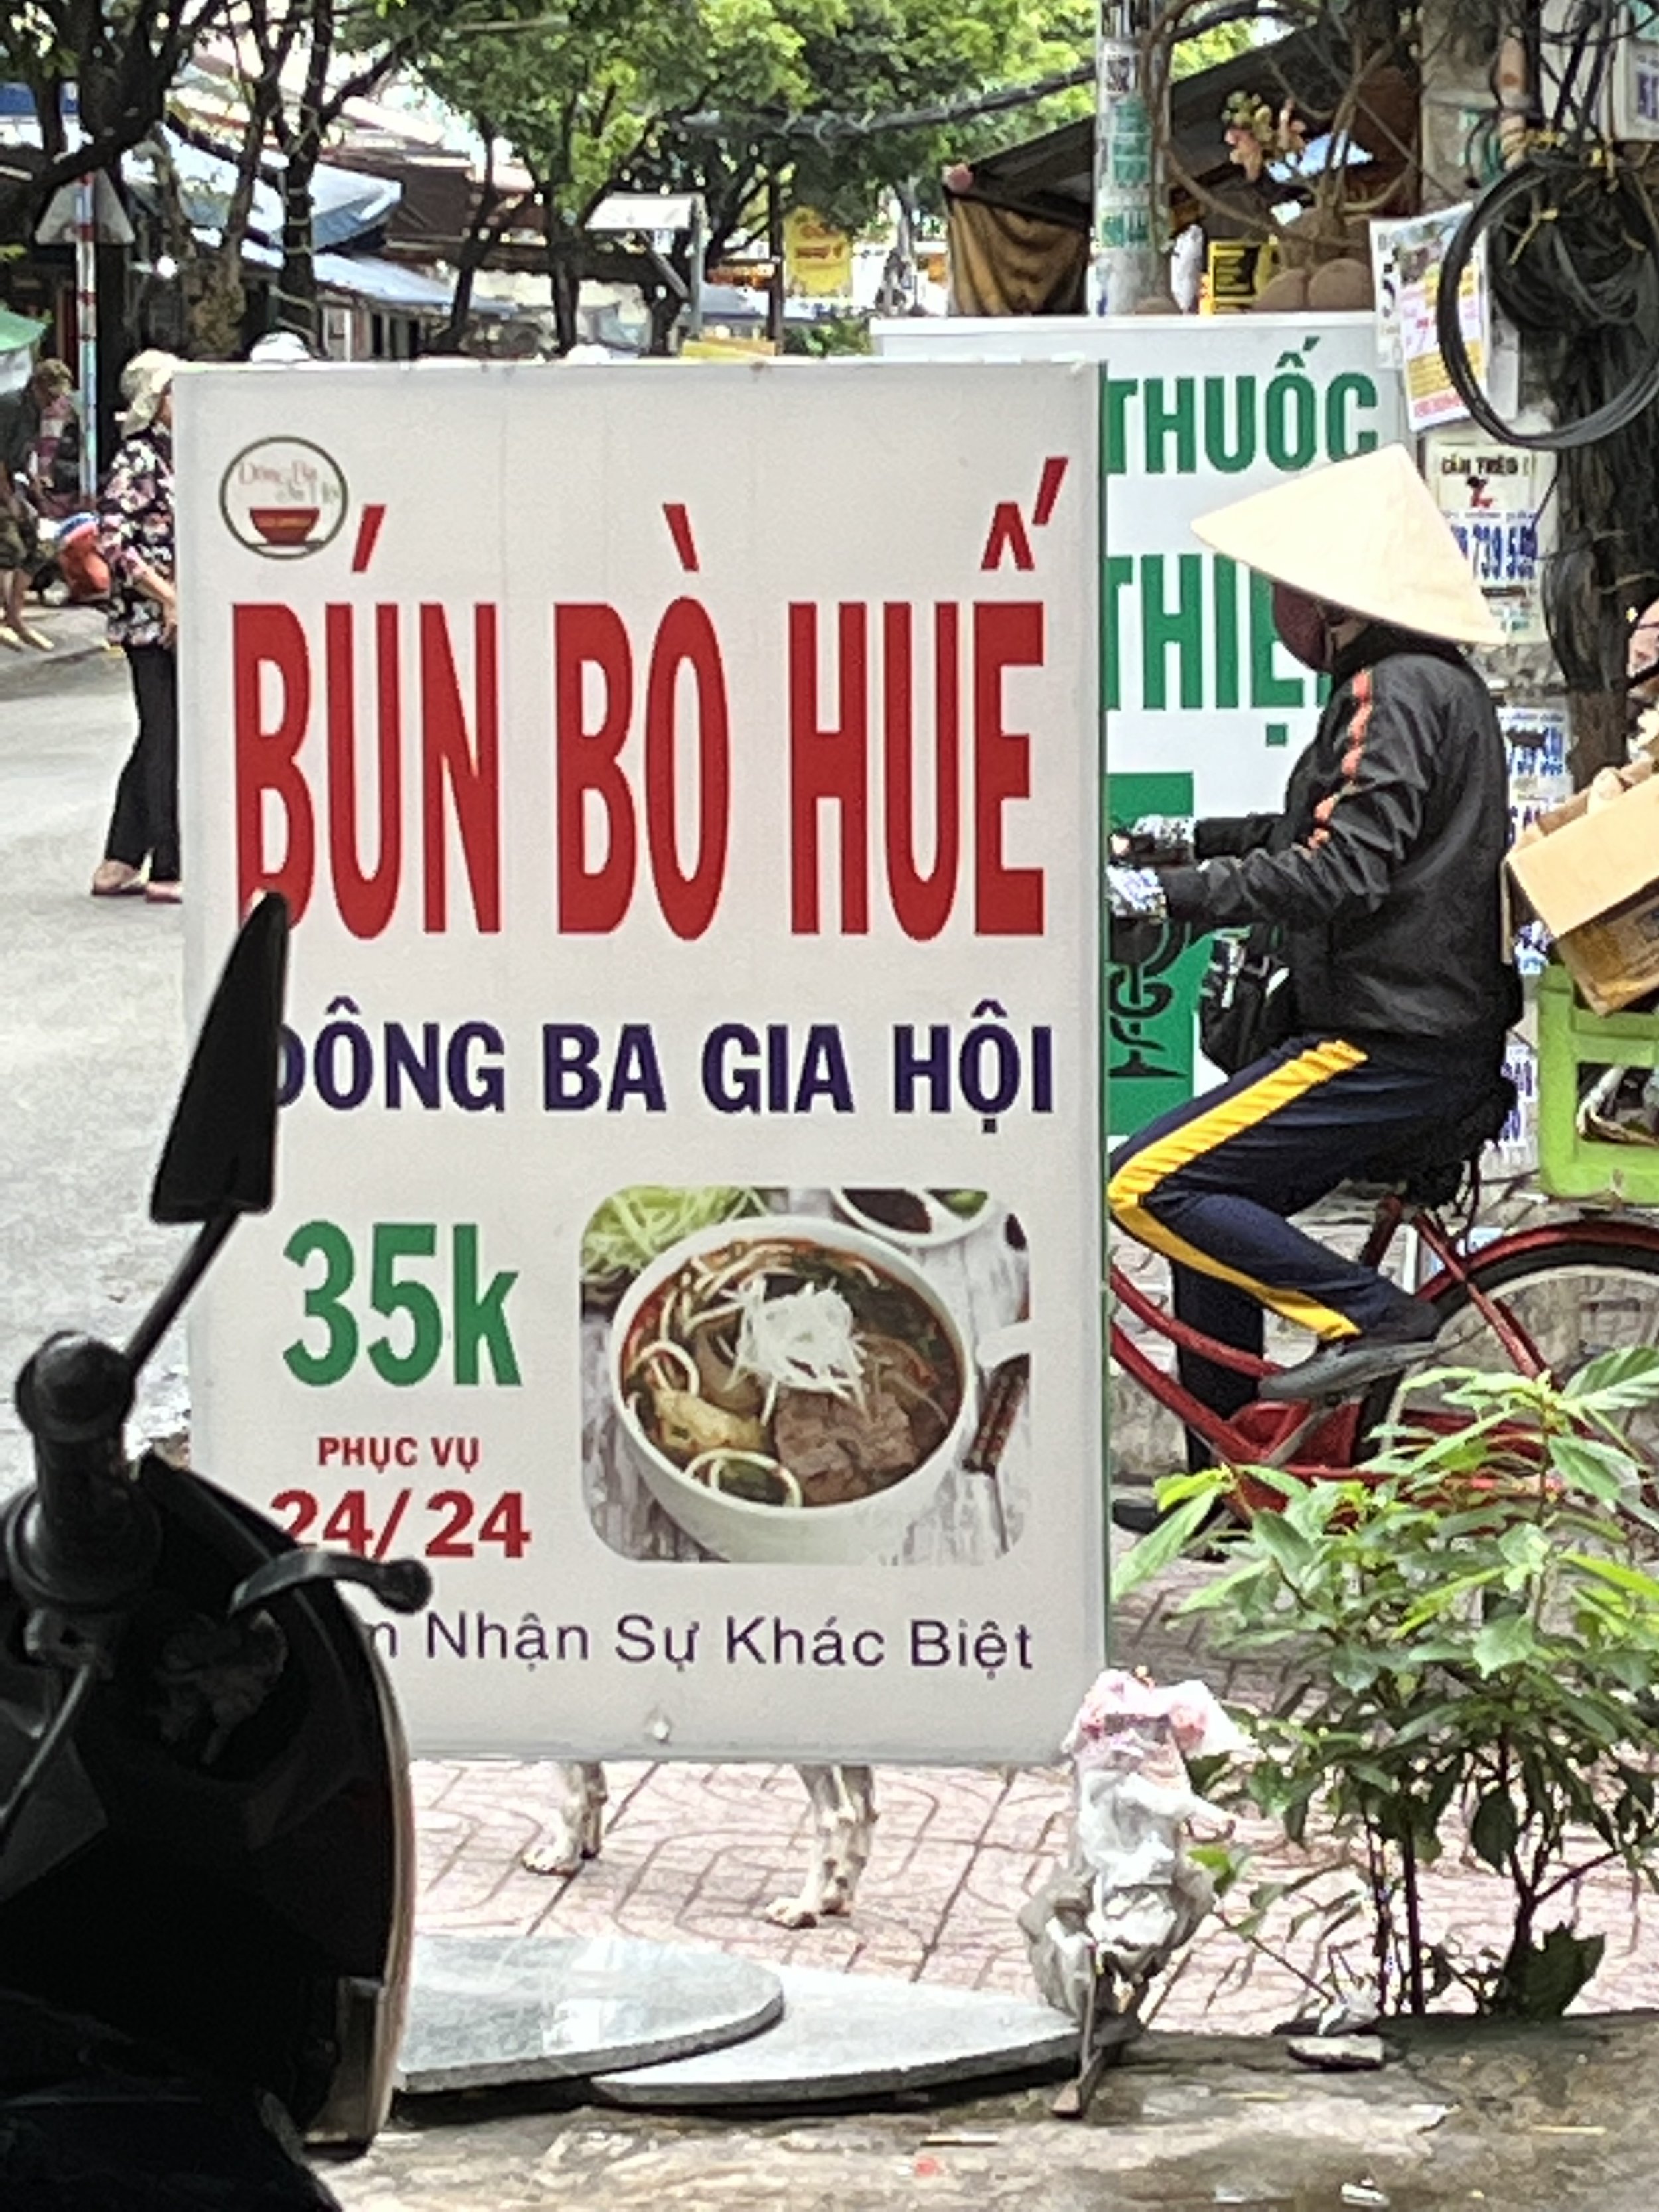 BÚN BÒ HUẾ
ĐÔNG BA GIA HỘI
35k
PHỤC VỤ
24/24
Nhận Sự Khác Biệt
THUỐC